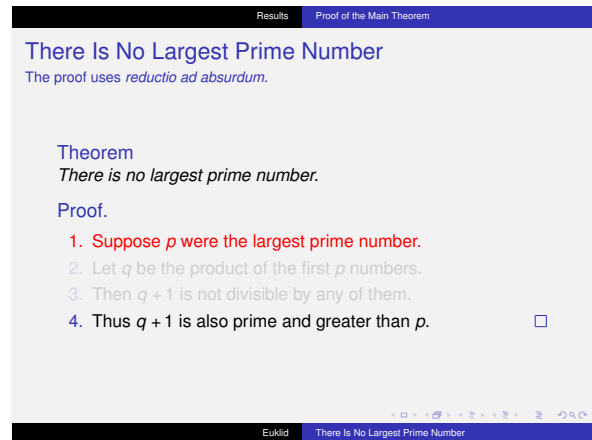 Results Proof of the Main Theorem
There Is No Largest Prime Number
The proof uses reductio ad absurdum.
Theorem
There is no largest prime number.
Proof.
1. Suppose p were the largest prime number.
2. Let q be the product of the first p numbers.
3. Then q + 1 is not divisible by any of them.
4. Thus q + 1 is also prime and greater than p.
Euklid There Is No Largest Prime Number